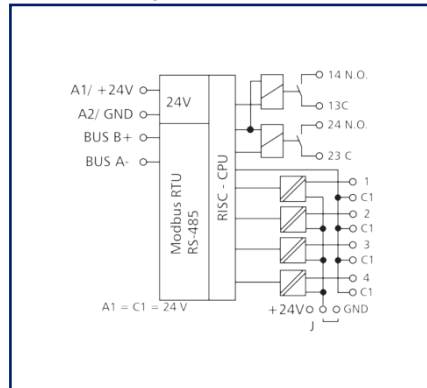 A1/ +24V
A2/ GND
BUS B+
BUS A-
24V
Modbus RTU
RS-485
RISC - CPU
14 N.O.
13C
24 N.O.
23 C
1
C1
2
C1
3
C1
4
C1
+24V
GND
J
A1 = C1 = 24 V